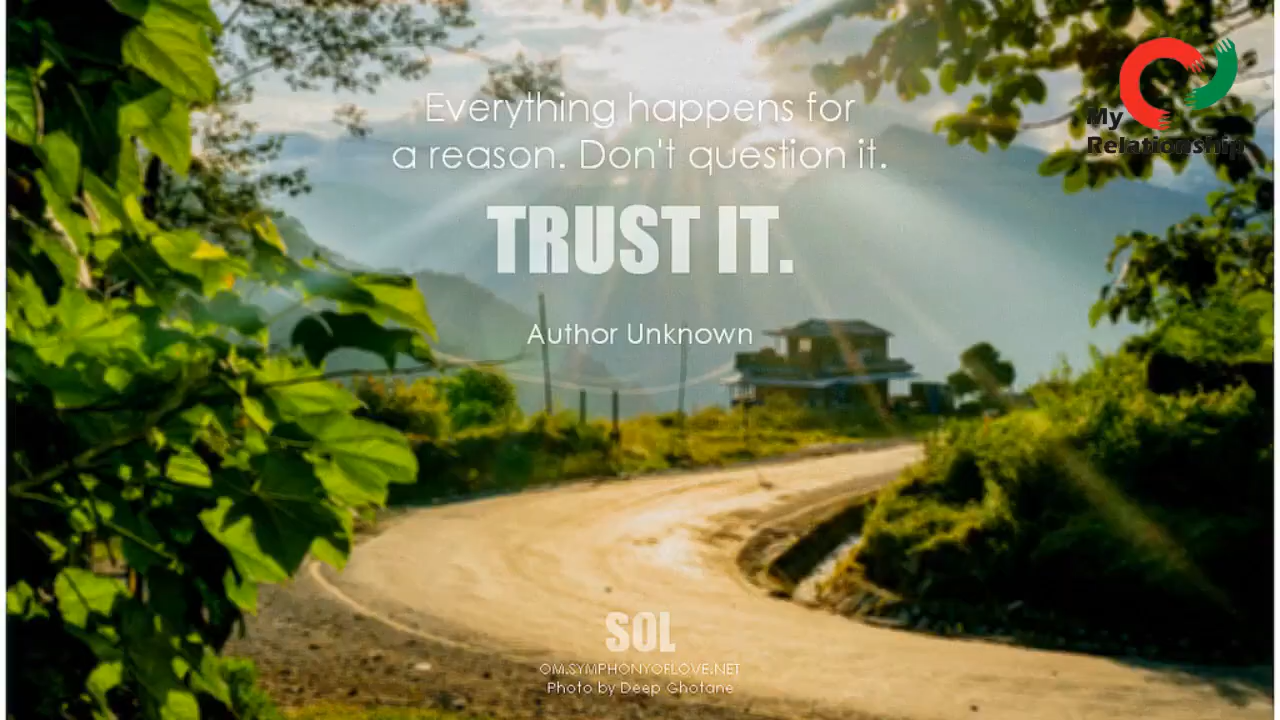 Everything happens for
a reason. Don't question it.
TRUST IT.
Author Unknown
My
Relationship
SOL
OM.SYMPHONYOFLOVE.NET
Photo by Deep Ghotane